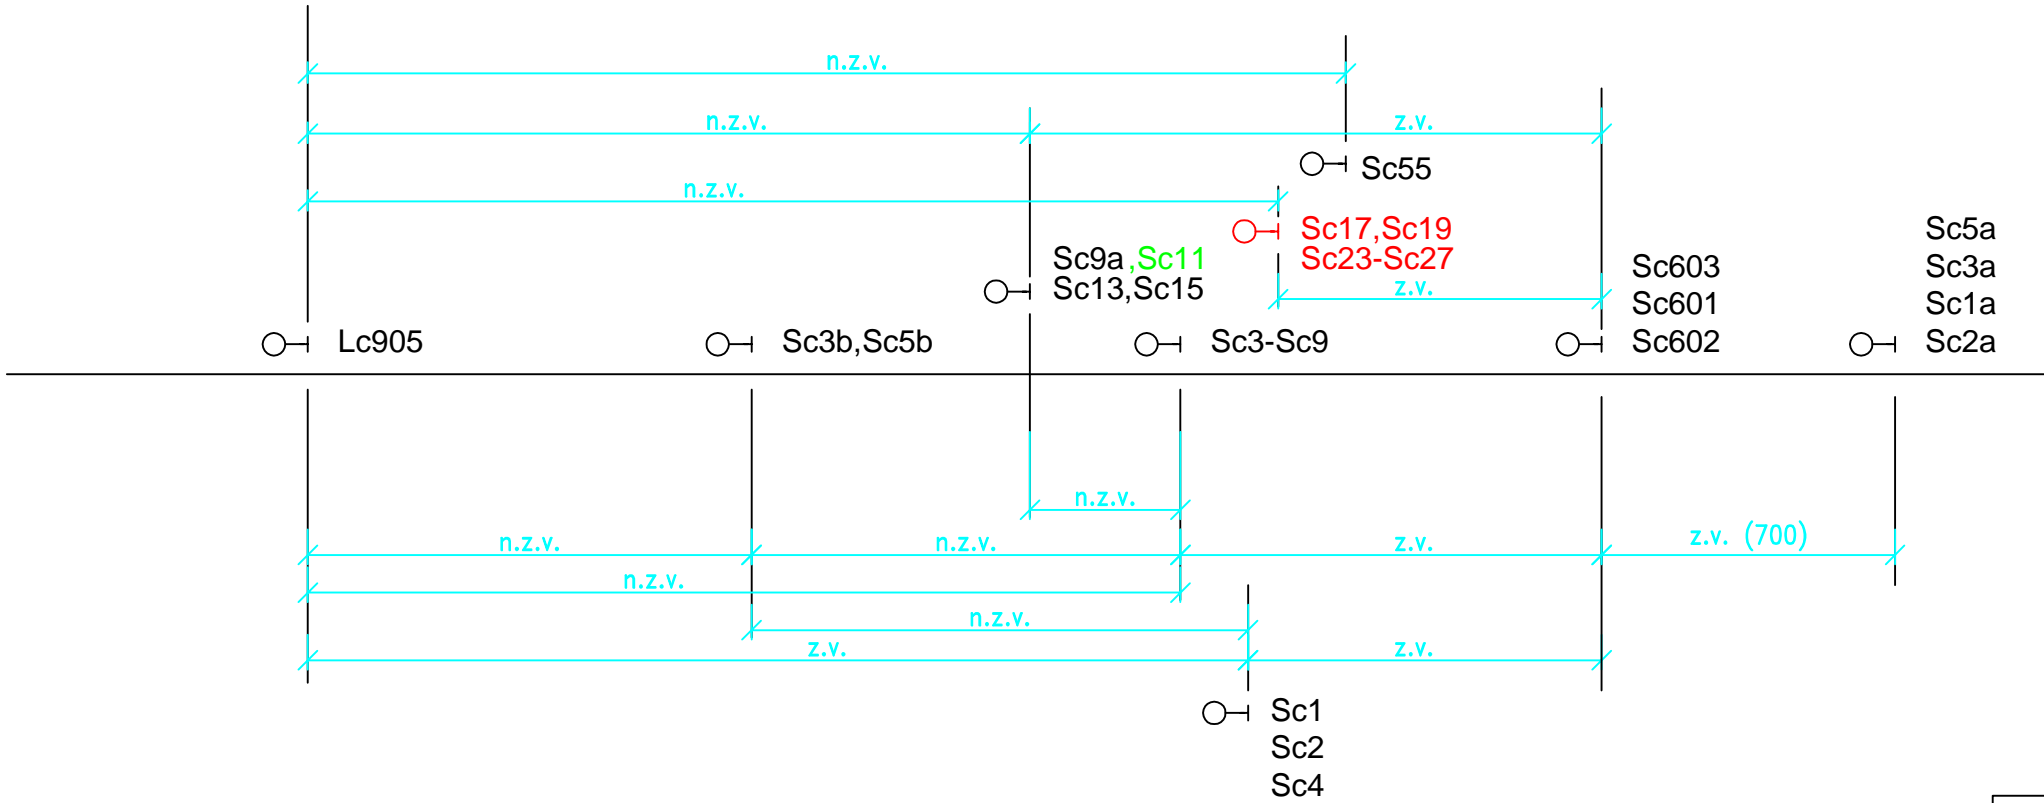 n.z.v.
n.z.v.
z.v.
Sc55
n.z.v.
Sc17,Sc19
Sc23-Sc27
Sc9a,Sc11
Sc13,Sc15
z.v.
Sc5a
Sc3a
Sc1a
Sc2a
Sc603
Sc601
Sc602
Lc905
Sc3b,Sc5b
Sc3-Sc9
n.z.v.
n.z.v.
n.z.v.
z.v.
z.v. (700)
n.z.v.
n.z.v.
z.v.
z.v.
Sc1
Sc2
Sc4